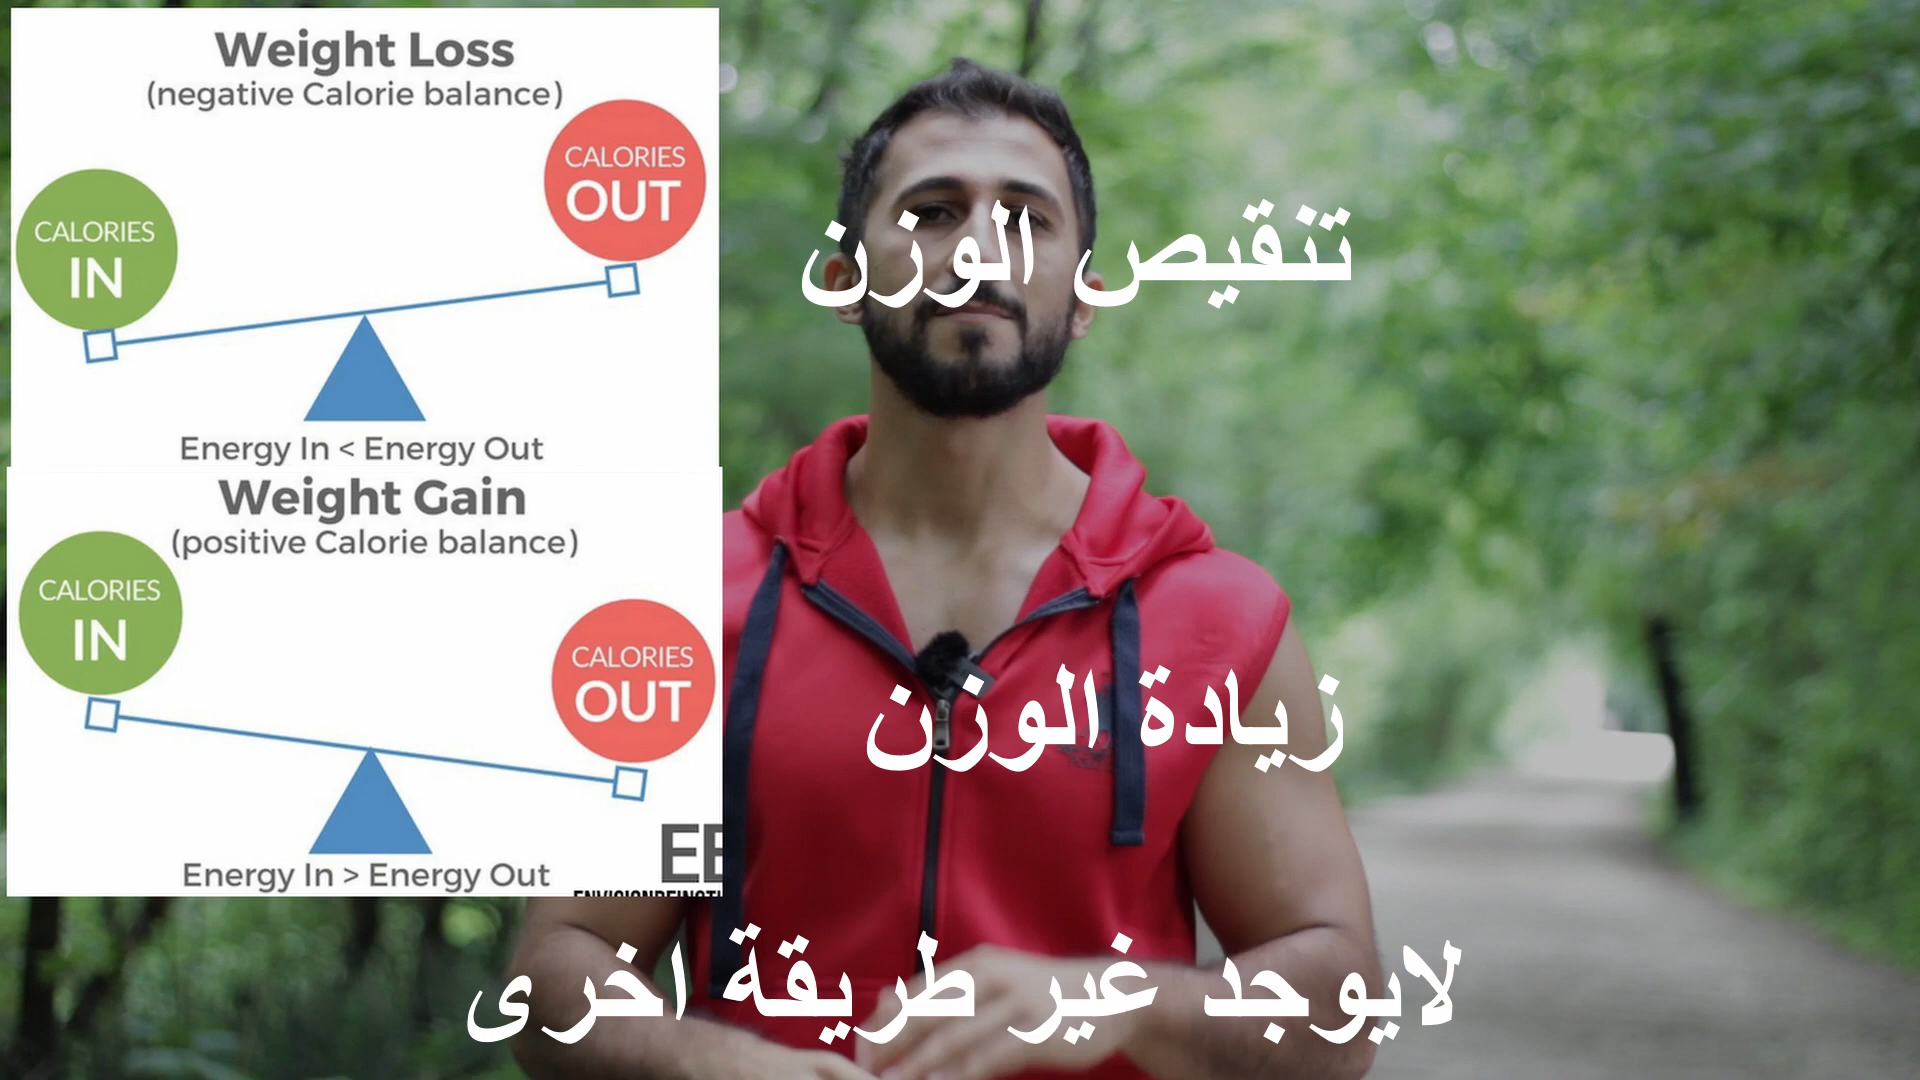 Weight Loss
(negative Calorie balance)
CALORIES
IN
CALORIES
OUT
Energy In < Energy Out
تنقيص الوزن
Weight Gain
(positive Calorie balance)
CALORIES
IN
CALORIES
OUT
Energy In > Energy Out
زيادة الوزن
لايوجد غير طريقة اخرى